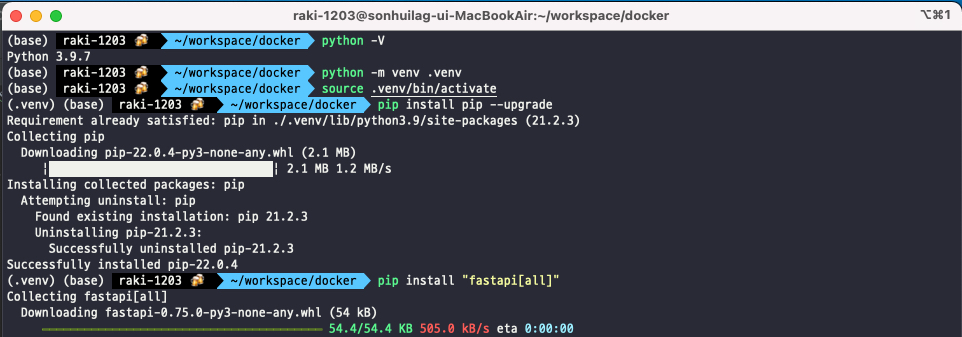 raki-1203@sonhuilag-ui-MacBookAir:~/workspace/docker ⌥⌘1
(base) raki-1203 🍻 ~/workspace/docker python -V
Python 3.9.7
(base) raki-1203 🍻 ~/workspace/docker python -m venv .venv
(base) raki-1203 🍻 ~/workspace/docker source .venv/bin/activate
(.venv) (base) raki-1203 🍻 ~/workspace/docker pip install pip --upgrade
Requirement already satisfied: pip in ./.venv/lib/python3.9/site-packages (21.2.3)
Collecting pip
Downloading pip-22.0.4-py3-none-any.whl (2.1 MB)
|████████████████████████████████| 2.1 MB 1.2 MB/s
Installing collected packages: pip
Attempting uninstall: pip
Found existing installation: pip 21.2.3
Uninstalling pip-21.2.3:
Successfully uninstalled pip-21.2.3
Successfully installed pip-22.0.4
(.venv) (base) raki-1203 🍻 ~/workspace/docker pip install "fastapi[all]"
Collecting fastapi[all]
Downloading fastapi-0.75.0-py3-none-any.whl (54 kB)
54.4/54.4 KB 505.0 kB/s eta 0:00:00